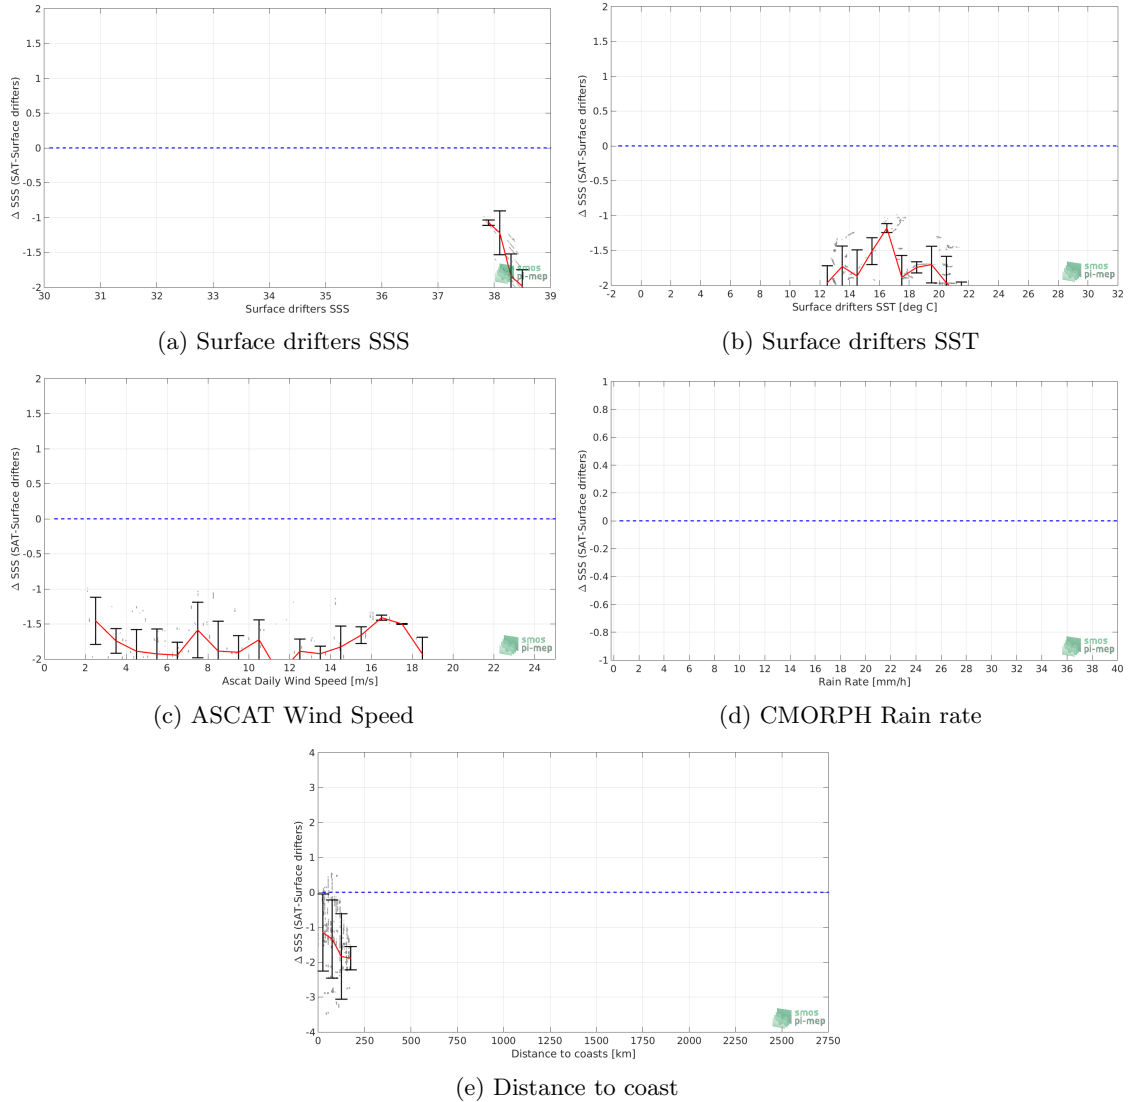 2
1.5
1
0.5
0
-0.5
-1
-1.5
-2
Δ SSS (SAT-Surface drifters)
30 31 32 33 34 35 36 37 38 39
Surface drifters SSS
smos
pi-mep
(a) Surface drifters SSS
2
1.5
1
0.5
0
-0.5
-1
-1.5
-2
Δ SSS (SAT-Surface drifters)
-2 0 2 4 6 8 10 12 14 16 18 20 22 24 26 28 30 32
Surface drifters SST [deg C]
smos
pi-mep
(b) Surface drifters SST
2
1.5
1
0.5
0
-0.5
-1
-1.5
-2
Δ SSS (SAT-Surface drifters)
0 2 4 6 8 10 12 14 16 18 20 22 24
Ascat Daily Wind Speed [m/s]
smos
pi-mep
(c) ASCAT Wind Speed
1
0.8
0.6
0.4
0.2
0
-0.2
-0.4
-0.6
-0.8
-1
Δ SSS (SAT-Surface drifters)
0 2 4 6 8 10 12 14 16 18 20 22 24 26 28 30 32 34 36 38 40
Rain Rate [mm/h]
smos
pi-mep
(d) CMORPH Rain rate
4
3
2
1
0
-1
-2
-3
-4
Δ SSS (SAT-Surface drifters)
0 250 500 750 1000 1250 1500 1750 2000 2250 2500 2750
Distance to coasts [km]
smos
pi-mep
(e) Distance to coast